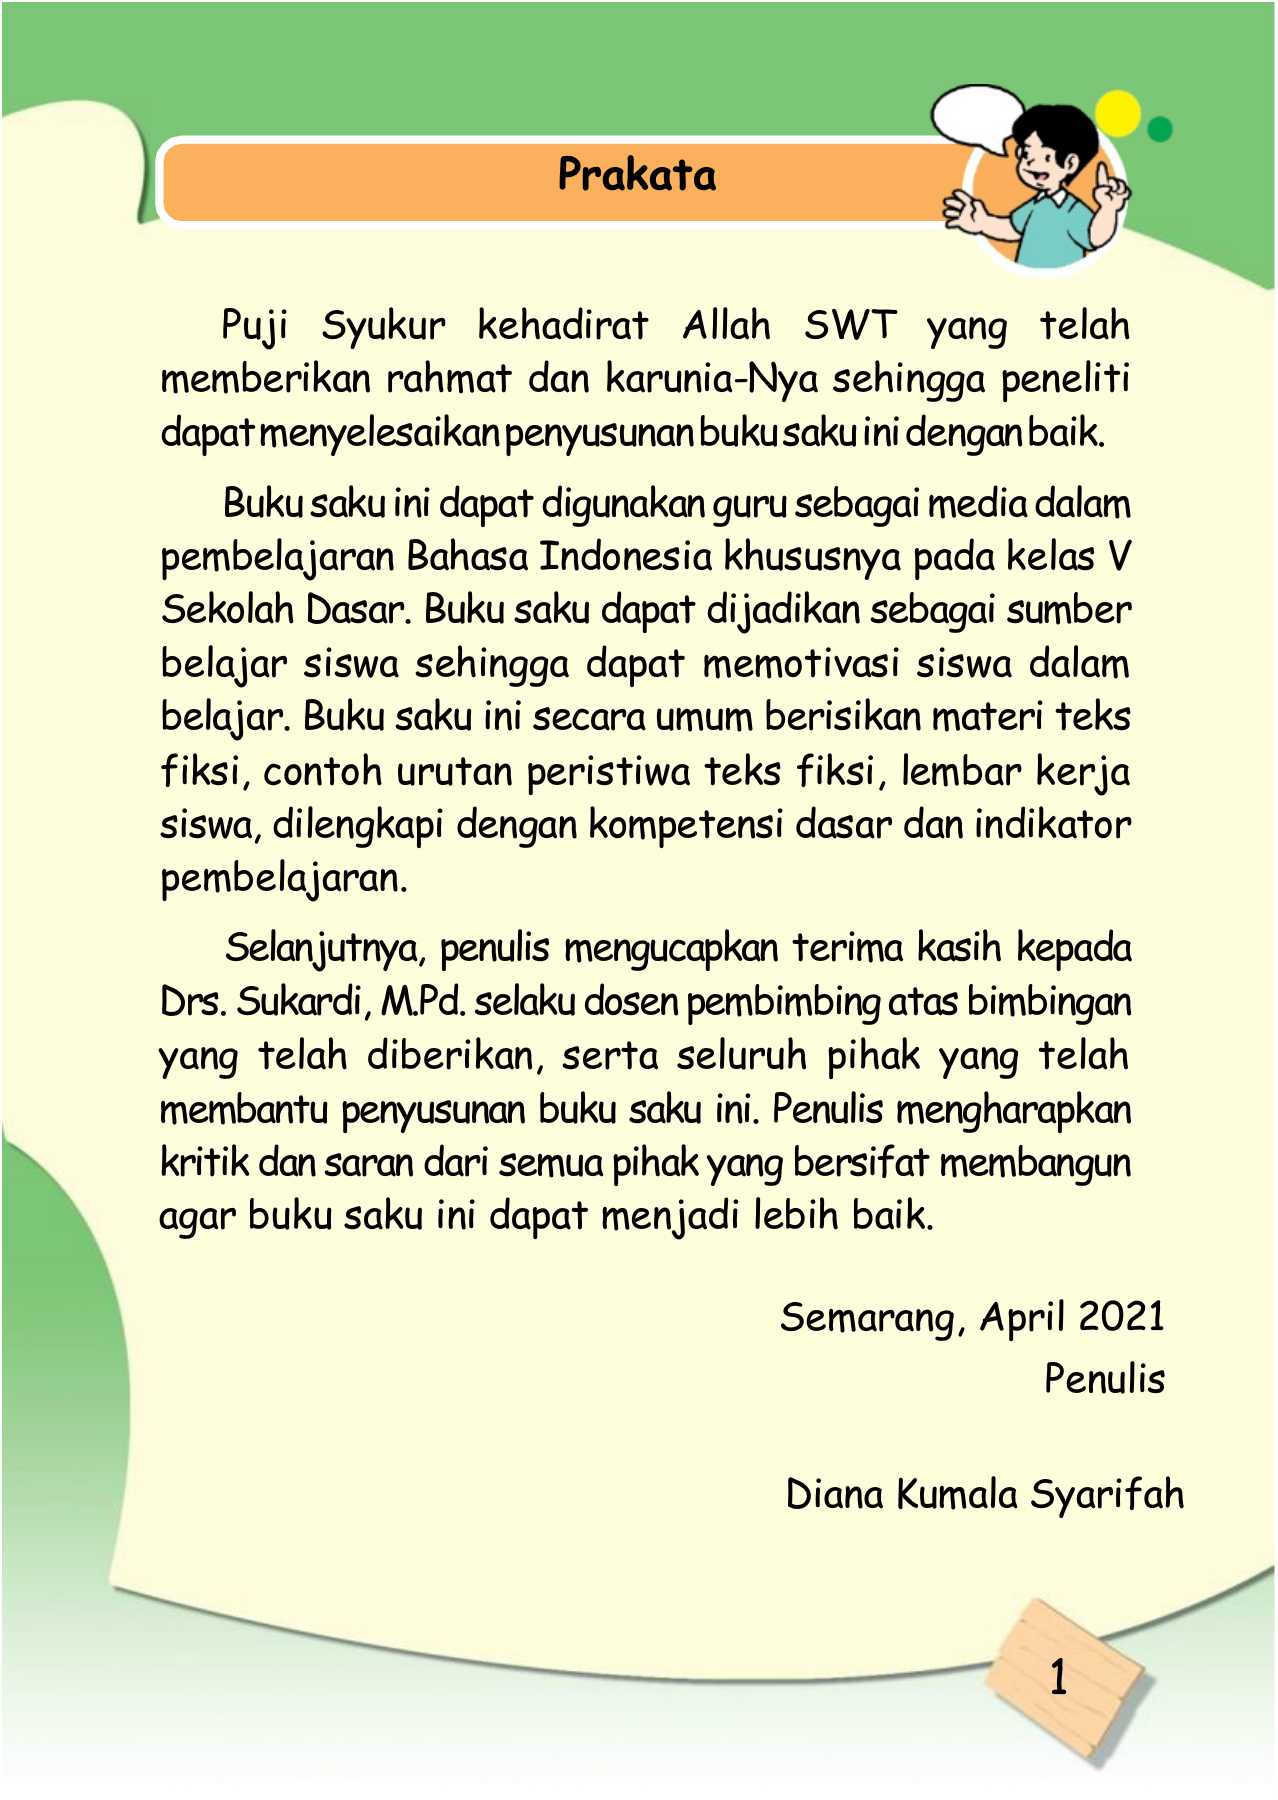 Prakata
Puji Syukur kehadirat Allah SWT yang telah
memberikan rahmat dan karunia-Nya sehingga peneliti
dapat menyelesaikan penyusunan buku saku ini dengan baik.
Buku saku ini dapat digunakan guru sebagai media dalam
pembelajaran Bahasa Indonesia khususnya pada kelas V
Sekolah Dasar. Buku saku dapat dijadikan sebagai sumber
belajar siswa sehingga dapat memotivasi siswa dalam
belajar. Buku saku ini secara umum berisikan materi teks
fiksi, contoh urutan peristiwa teks fiksi, lembar kerja
siswa, dilengkapi dengan kompetensi dasar dan indikator
pembelajaran.
Selanjutnya, penulis mengucapkan terima kasih kepada
Drs. Sukardi, M.Pd. selaku dosen pembimbing atas bimbingan
yang telah diberikan, serta seluruh pihak yang telah
membantu penyusunan buku saku ini. Penulis mengharapkan
kritik dan saran dari semua pihak yang bersifat membangun
agar buku saku ini dapat menjadi lebih baik.
Semarang, April 2021
Penulis
Diana Kumala Syarifah
1